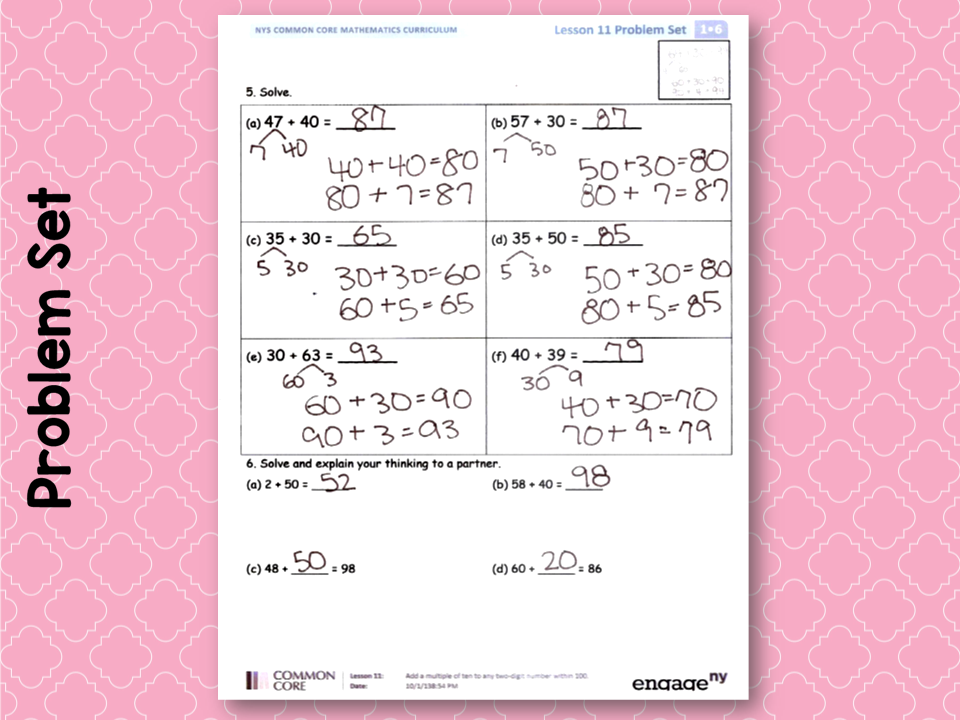 Problem Set
NYS COMMON CORE MATHEMATICS CURRICULUM
Lesson 11 Problem Set 1•6
5. Solve.
(a) 47 + 40 = 87
7 40
40+40=80
80+7=87
(b) 57 + 30 = 87
7 50
50+30=80
80+7=87
(c) 35 + 30 = 65
5 30
30+30=60
60+5=65
(d) 35 + 50 = 85
5 30
50+30=80
80+5=85
(e) 30 + 63 = 93
60 3
60+30=90
90+3=93
(f) 40 + 39 = 79
30 9
40+30=70
70+9=79
6. Solve and explain your thinking to a partner.
(a) 2 + 50 = 52
(b) 58 + 40 = 98
(c) 48 + 50 = 98
(d) 60 + 20 = 86
COMMON CORE
Lesson 11: Add a multiple of ten to any two-digit number within 100.
Date: 10/1/138:54 PM
engageny